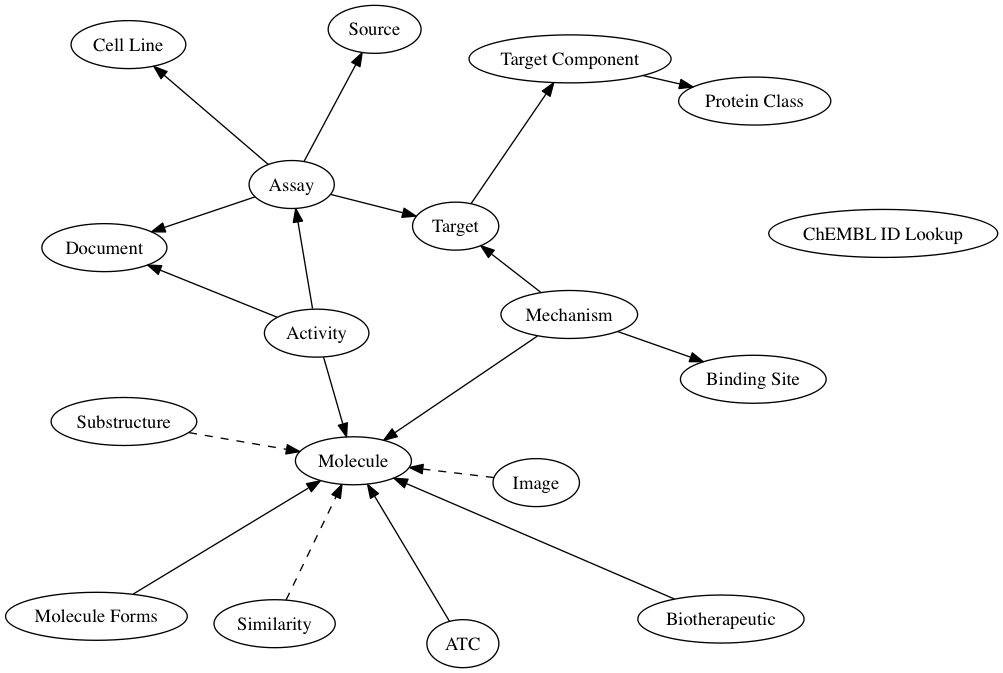 Source
Cell Line
Target Component
Protein Class
Assay
Target
ChEMBL ID Lookup
Document
Mechanism
Activity
Binding Site
Substructure
Molecule
Image
Molecule Forms
Similarity
Biotherapeutic
ATC